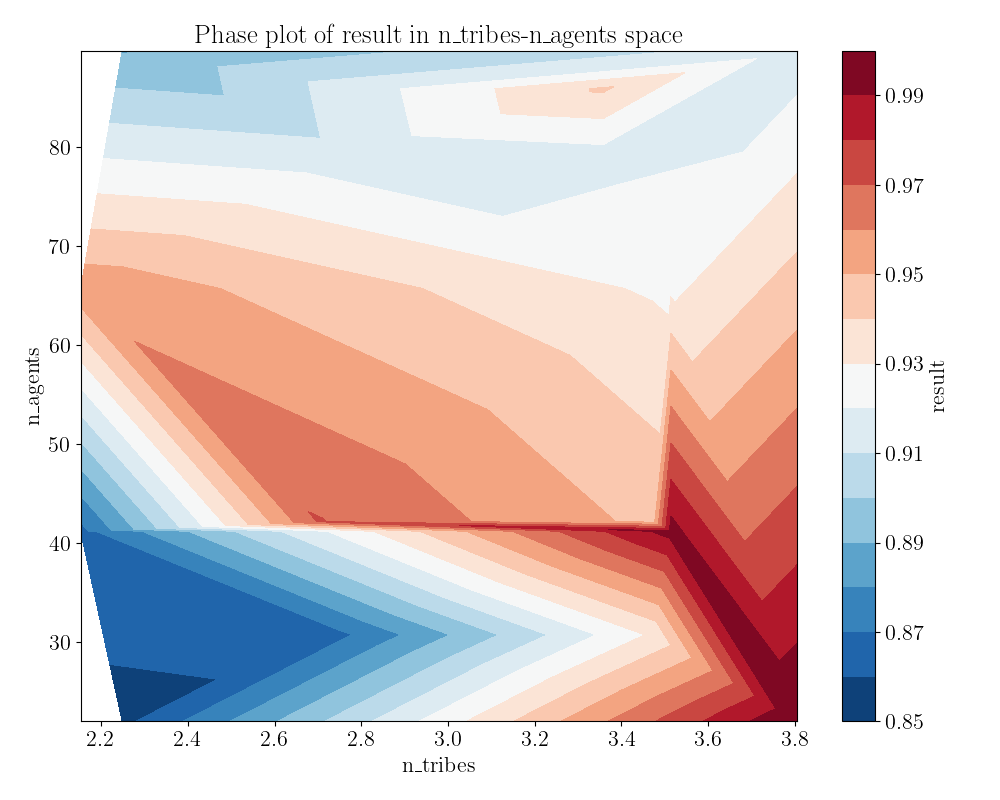 Phase plot of result in n_tribes-n_agents space
n_agents
80
70
60
50
40
30
2.2 2.4 2.6 2.8 3.0 3.2 3.4 3.6 3.8
n_tribes
0.99
0.97
0.95
0.93
0.91
0.89
0.87
0.85
result